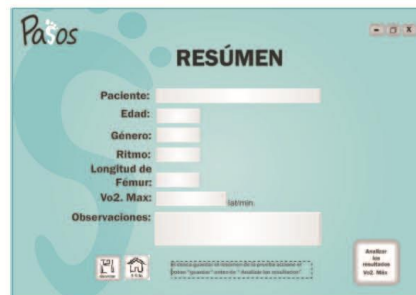 Pasos
RESÚMEN
Paciente:
Edad:
Género:
Ritmo:
Longitud de
Fémur:
Vo2. Max:
lat/min.
Observaciones:
Analizar
los
resultados
Vo2. Máx